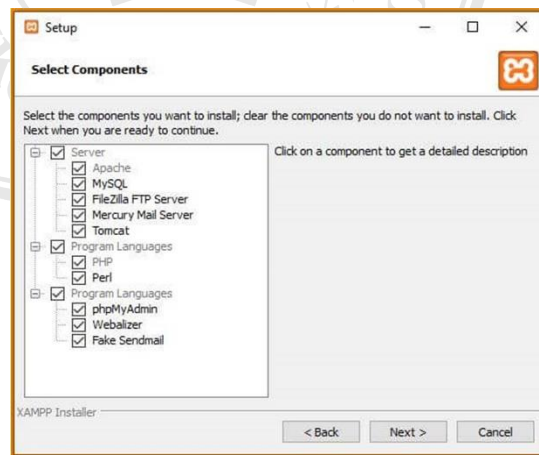 Setup
Select Components
Select the components you want to install; clear the components you do not want to install. Click
Next when you are ready to continue.
Server
Apache
MySQL
FileZilla FTP Server
Mercury Mail Server
Tomcat
Program Languages
PHP
Perl
Program Languages
phpMyAdmin
Webalizer
Fake Sendmail
Click on a component to get a detailed description
XAMPP Installer
< Back
Next >
Cancel